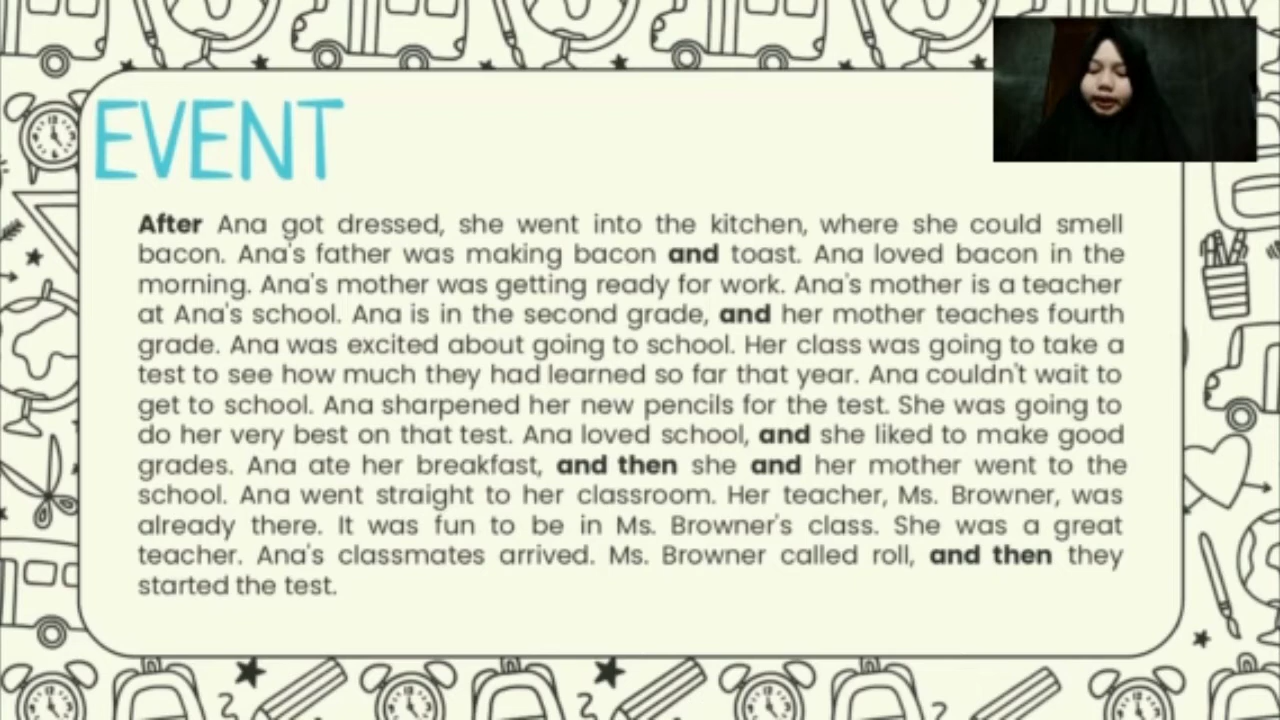 EVENT
After Ana got dressed, she went into the kitchen, where she could smell
bacon. Ana's father was making bacon and toast. Ana loved bacon in the
morning. Ana's mother was getting ready for work. Ana's mother is a teacher
at Ana's school. Ana is in the second grade, and her mother teaches fourth
grade. Ana was excited about going to school. Her class was going to take a
test to see how much they had learned so far that year. Ana couldn't wait to
get to school. Ana sharpened her new pencils for the test. She was going to
do her very best on that test. Ana loved school, and she liked to make good
grades. Ana ate her breakfast, and then she and her mother went to the
school. Ana went straight to her classroom. Her teacher, Ms. Browner, was
already there. It was fun to be in Ms. Browner's class. She was a great
teacher. Ana's classmates arrived. Ms. Browner called roll, and then they
started the test.